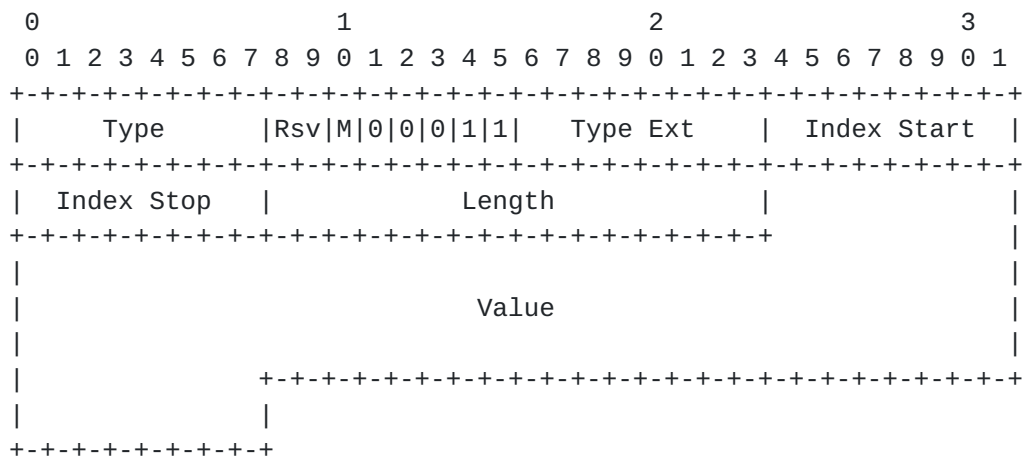 0                   1                   2                   3
 0 1 2 3 4 5 6 7 8 9 0 1 2 3 4 5 6 7 8 9 0 1 2 3 4 5 6 7 8 9 0 1
+-+-+-+-+-+-+-+-+-+-+-+-+-+-+-+-+-+-+-+-+-+-+-+-+-+-+-+-+-+-+-+-+
|     Type      |Rsv|M|0|0|0|1|1|   Type Ext    |  Index Start  |
+-+-+-+-+-+-+-+-+-+-+-+-+-+-+-+-+-+-+-+-+-+-+-+-+-+-+-+-+-+-+-+-+
|  Index Stop   |            Length             |               |
+-+-+-+-+-+-+-+-+-+-+-+-+-+-+-+-+-+-+-+-+-+-+-+-+               |
|                                                               |
|                             Value                             |
|                                                               |
|               +-+-+-+-+-+-+-+-+-+-+-+-+-+-+-+-+-+-+-+-+-+-+-+-+
|               |
+-+-+-+-+-+-+-+-+